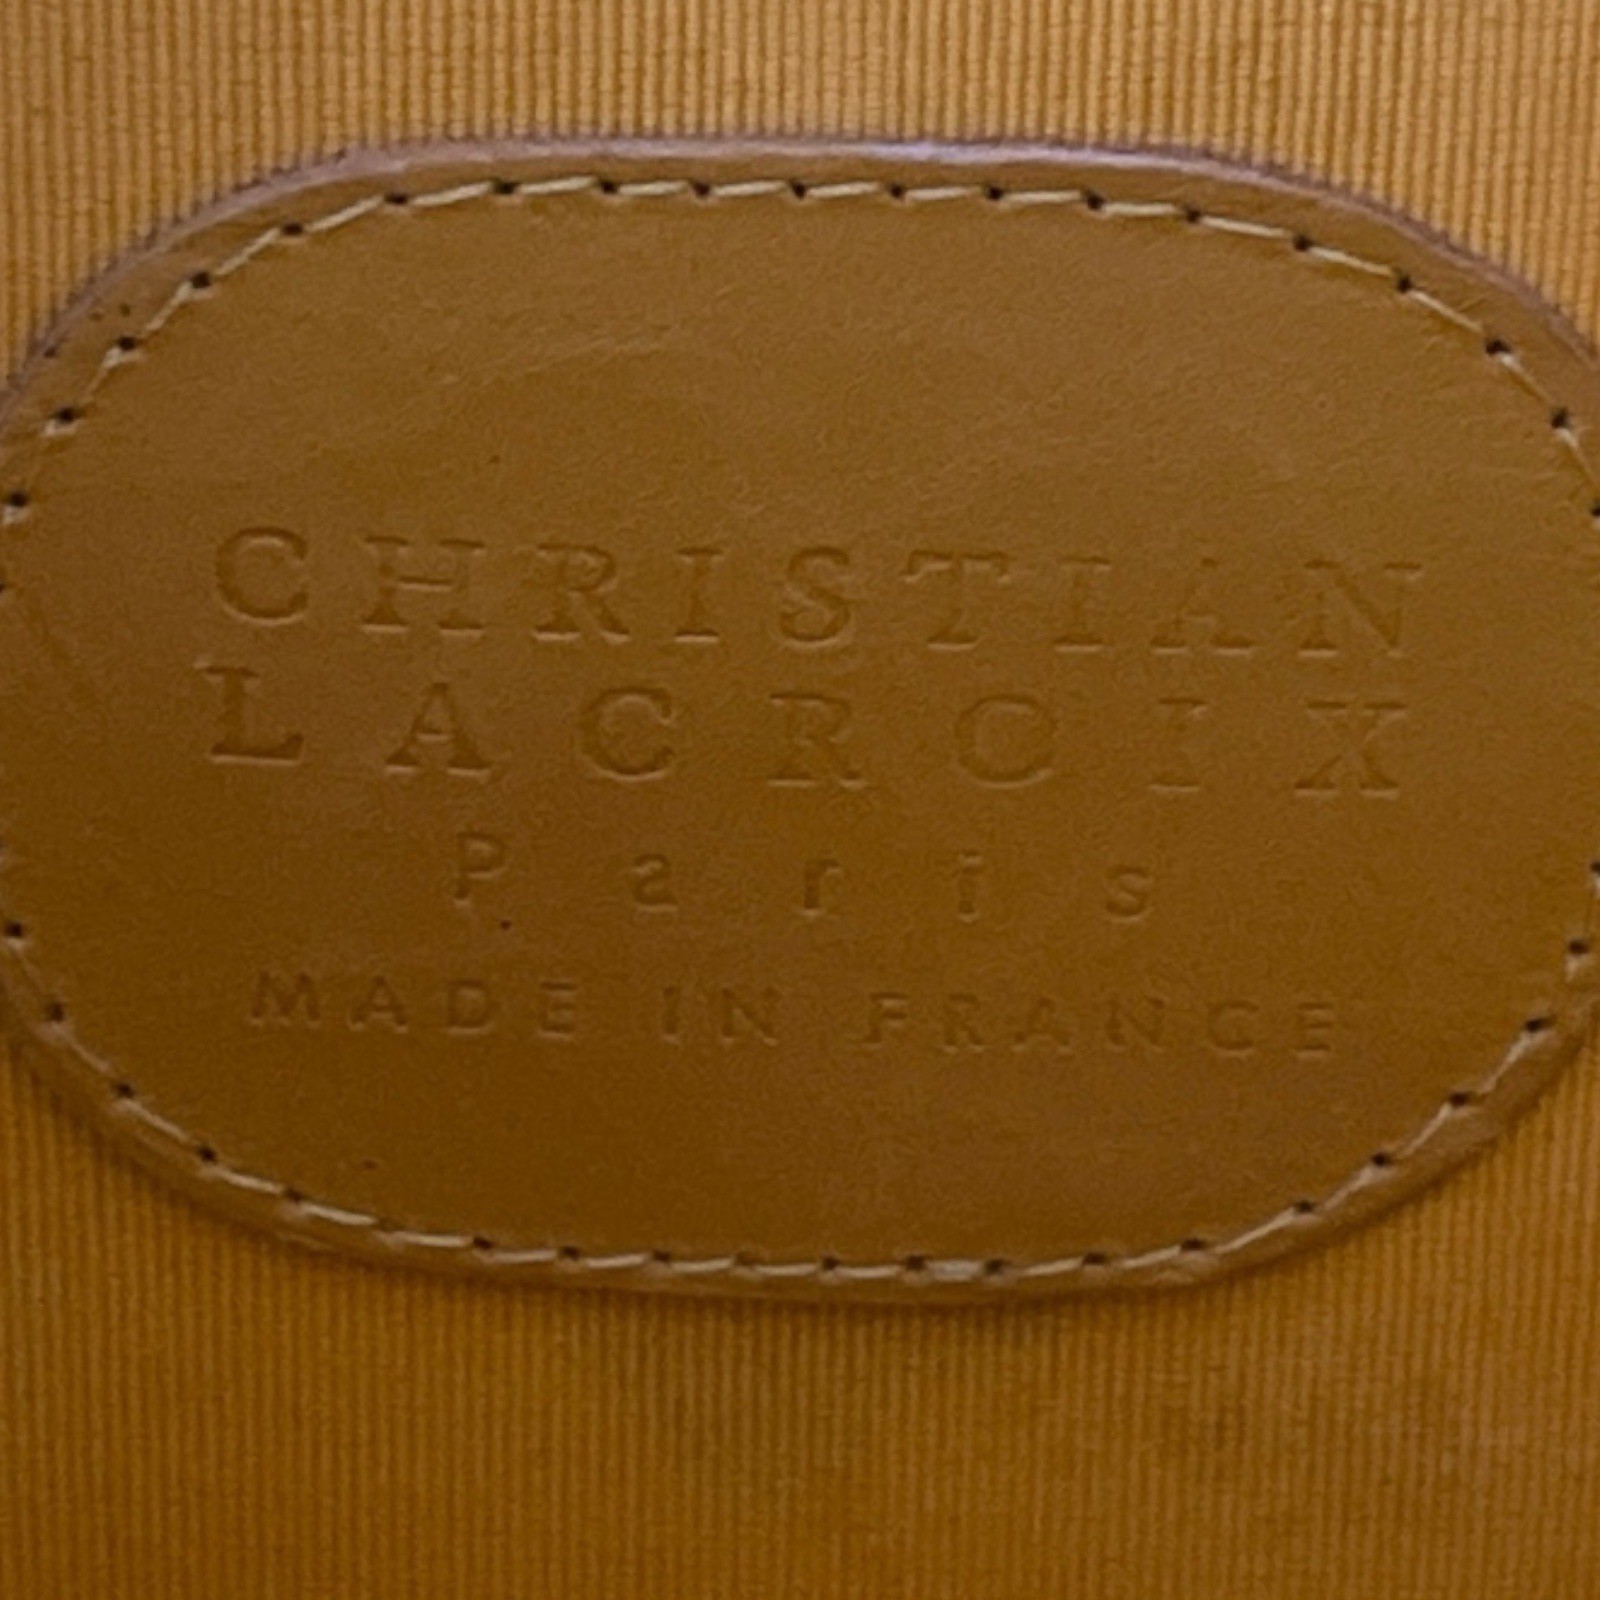 CHRISTIAN
LACROIX
Paris
MADE IN FRANCE